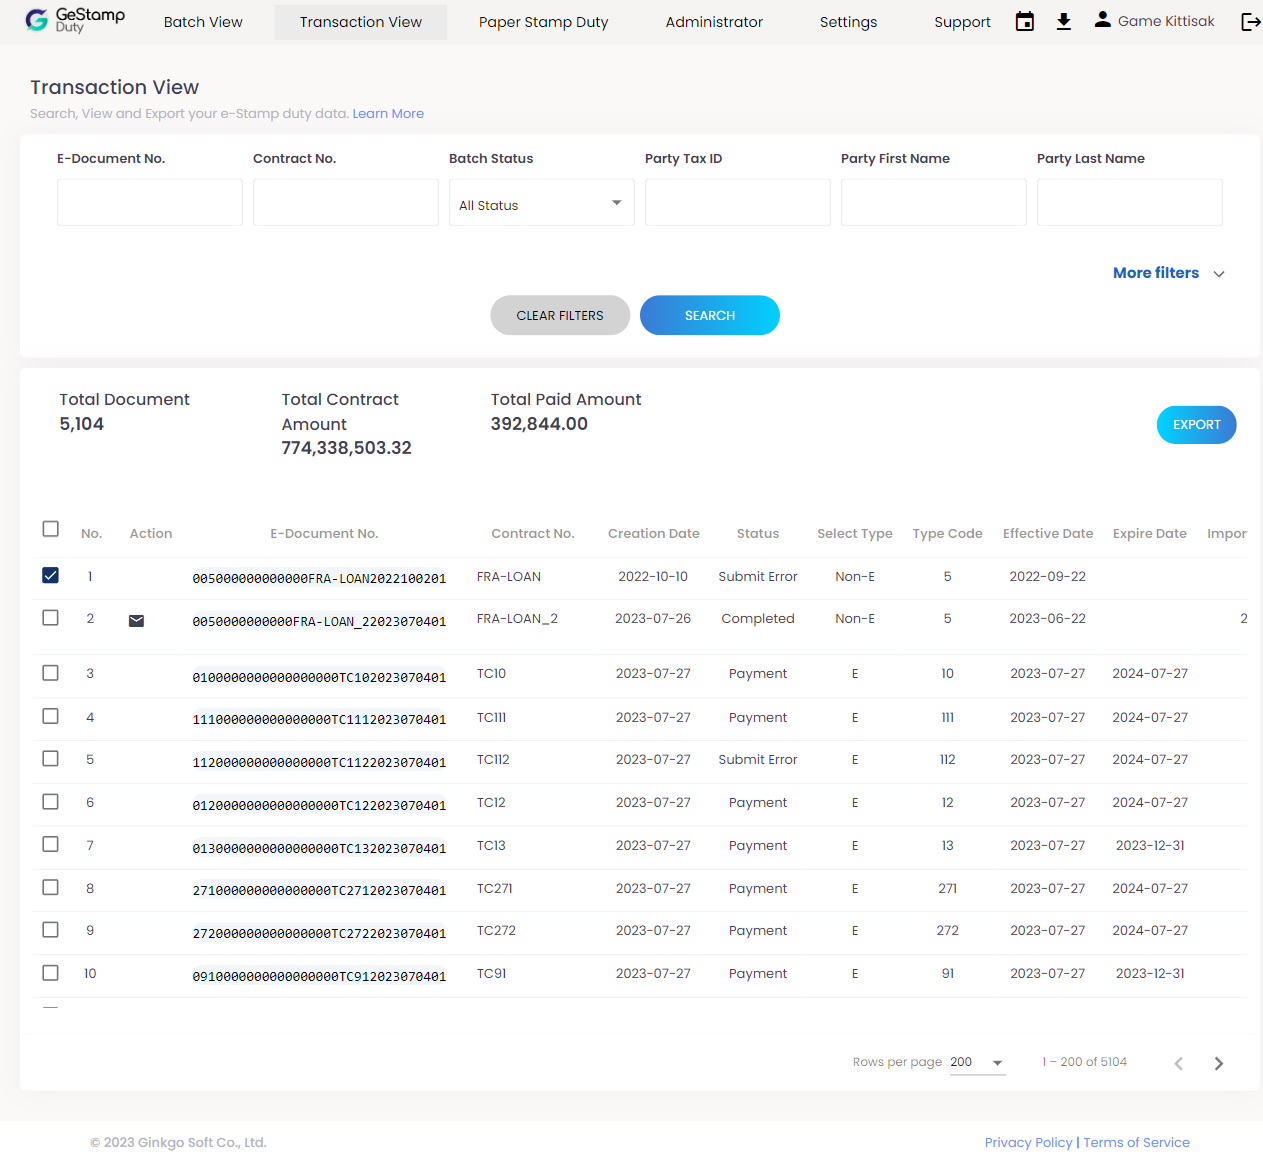 GeStamp
Duty
Batch View
Transaction View
Paper Stamp Duty
Administrator
Settings
Support
Game Kittisak
Transaction View
Search, View and Export your e-Stamp duty data. Learn More
E-Document No. Contract No. Batch Status Party Tax ID Party First Name Party Last Name
All Status
More filters
CLEAR FILTERS SEARCH
Total Document
5,104
Total Contract
Amount
774,338,503.32
Total Paid Amount
392,844.00
EXPORT
No. Action E-Document No. Contract No. Creation Date Status Select Type Type Code Effective Date Expire Date Impor
1 005000000000000FRA-LOAN2022100201 FRA-LOAN 2022-10-10 Submit Error Non-E 5 2022-09-22
2 0050000000000FRA-LOAN_22023070401 FRA-LOAN_2 2023-07-26 Completed Non-E 5 2023-06-22 2
3 0100000000000000000TC102023070401 TC10 2023-07-27 Payment E 10 2023-07-27 2024-07-27
4 111000000000000000TC1112023070401 TC111 2023-07-27 Payment E 111 2023-07-27 2024-07-27
5 112000000000000000TC1122023070401 TC112 2023-07-27 Submit Error E 112 2023-07-27 2024-07-27
6 0120000000000000000TC122023070401 TC12 2023-07-27 Payment E 12 2023-07-27 2024-07-27
7 0130000000000000000TC132023070401 TC13 2023-07-27 Payment E 13 2023-07-27 2023-12-31
8 271000000000000000TC2712023070401 TC271 2023-07-27 Payment E 271 2023-07-27 2024-07-27
9 272000000000000000TC2722023070401 TC272 2023-07-27 Payment E 272 2023-07-27 2024-07-27
10 0910000000000000000TC912023070401 TC91 2023-07-27 Payment E 91 2023-07-27 2023-12-31
Rows per page 200 1 – 200 of 5104
© 2023 Ginkgo Soft Co., Ltd.
Privacy Policy | Terms of Service